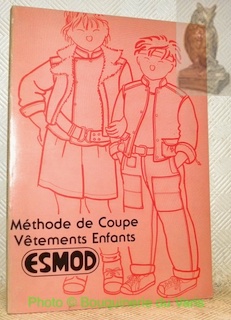 Méthode de Coupe
Vêtements Enfants
ESMOD
Photo © Bouquinerie du Varis